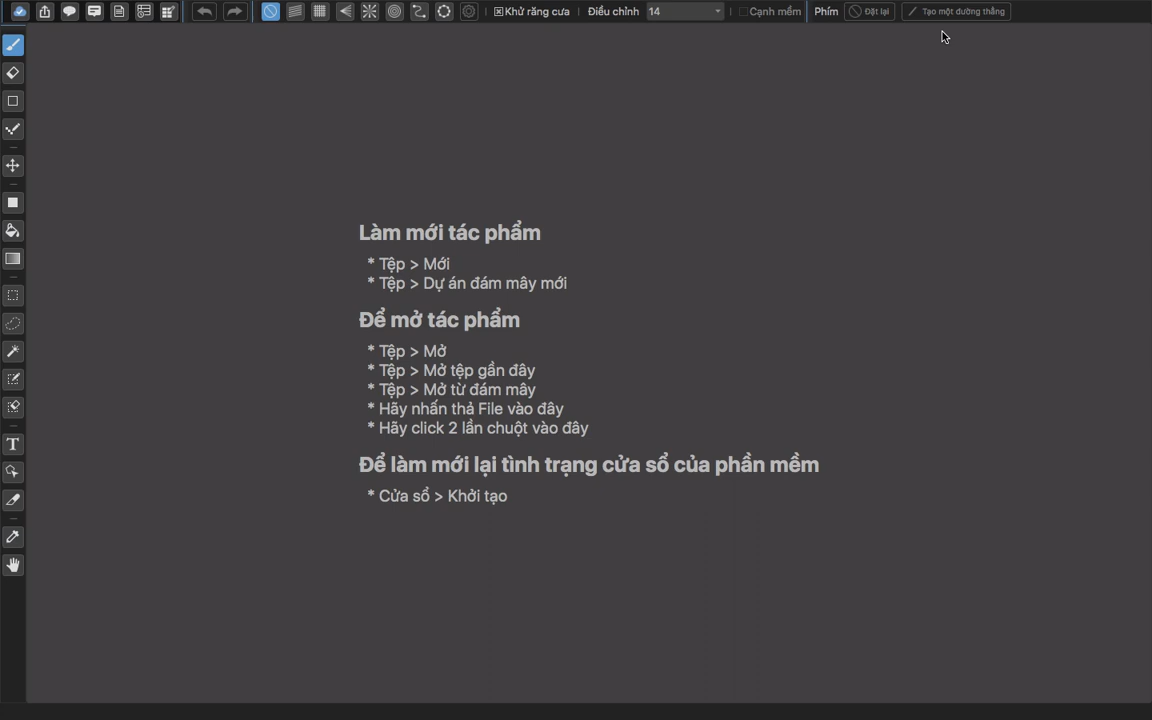 Khử răng cưa Điều chỉnh 14 Cạnh mềm Phím Đặt lại Tạo một đường thẳng
Làm mới tác phẩm
* Tệp > Mới
* Tệp > Dự án đám mây mới
Để mở tác phẩm
* Tệp > Mở
* Tệp > Mở tệp gần đây
* Tệp > Mở từ đám mây
* Hãy nhấn thả File vào đây
* Hãy click 2 lần chuột vào đây
Để làm mới lại tình trạng cửa sổ của phần mềm
* Cửa sổ > Khởi tạo
T